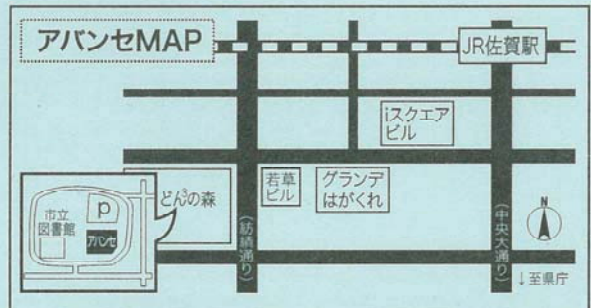 アバンセMAP
JR佐賀駅
iスクエア
ビル
どん3の森
若草
ビル
グランデ
はがくれ
市立
図書館
P
アバンセ
(紡績通り)
(中央大通り)
N
↓至県庁